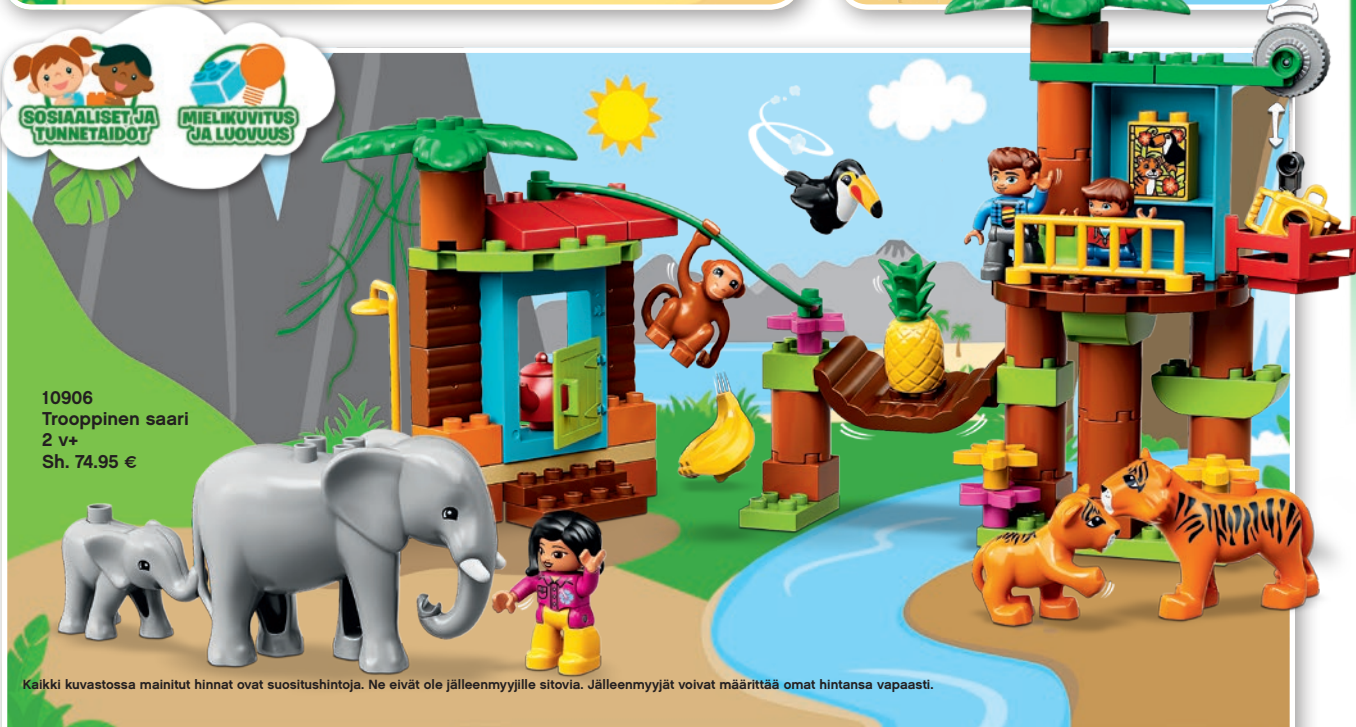 SOSIAALISET JA
TUNNETAIDOT
MIELIKUVITUS
JA LUOVUUS
10906
Trooppinen saari
2 v+
Sh. 74.95 €
Kaikki kuvastossa mainitut hinnat ovat suositushintoja. Ne eivät ole jälleenmyyjille sitovia. Jälleenmyyjät voivat määrittää omat hintansa vapaasti.